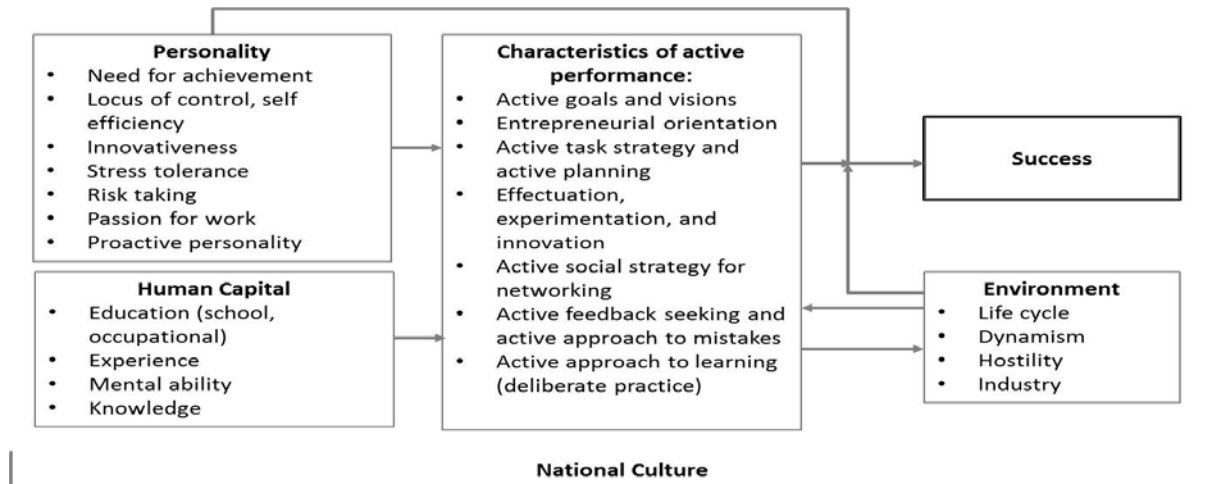 Personality
• Need for achievement
• Locus of control, self
efficiency
• Innovativeness
• Stress tolerance
• Risk taking
• Passion for work
• Proactive personality
Human Capital
• Education (school,
occupational)
• Experience
• Mental ability
• Knowledge
Characteristics of active
performance:
• Active goals and visions
• Entrepreneurial orientation
• Active task strategy and
active planning
• Effectuation,
experimentation, and
innovation
• Active social strategy for
networking
• Active feedback seeking and
active approach to mistakes
• Active approach to learning
(deliberate practice)
Success
Environment
• Life cycle
• Dynamism
• Hostility
• Industry
National Culture